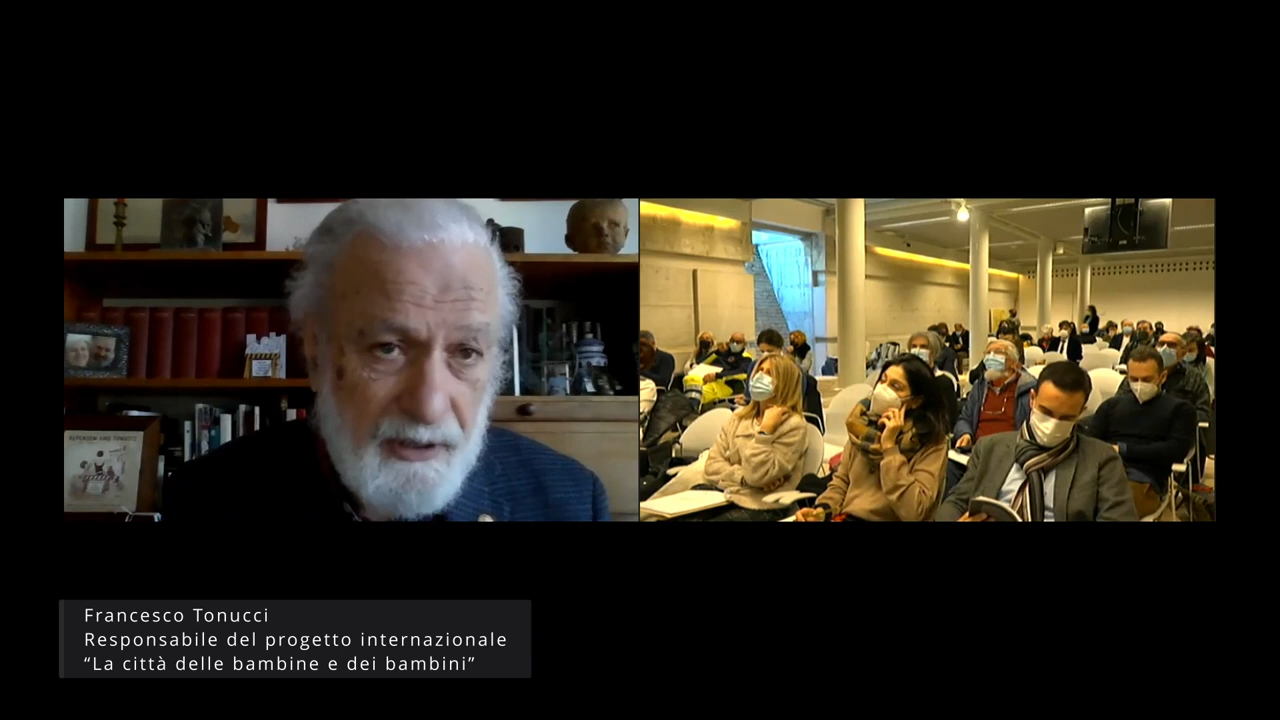 Francesco Tonucci
Responsabile del progetto internazionale
“La città delle bambine e dei bambini”